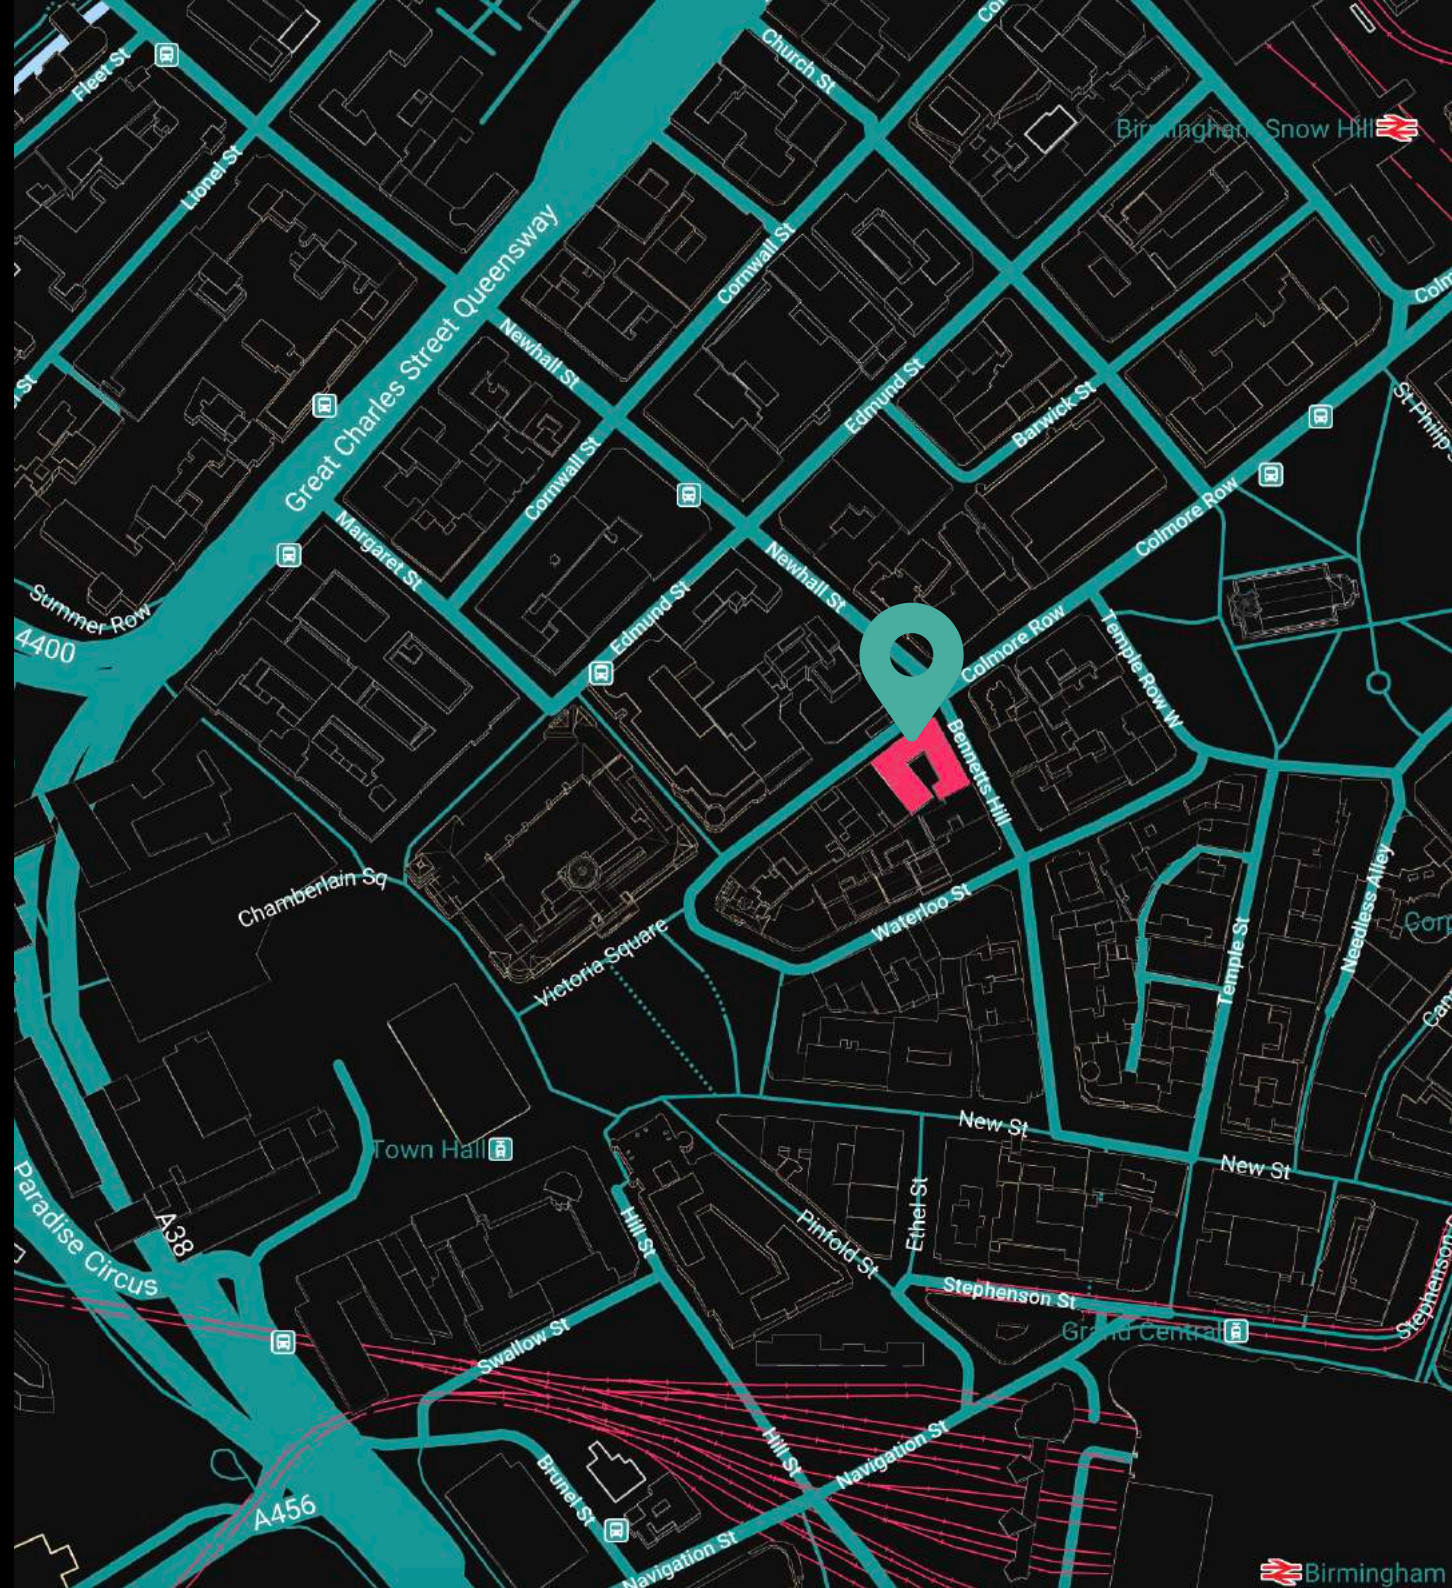 Church St
Fleet St
Birmingham Snow Hill
Lionel St
Great Charles Street Queensway
Cornwall St
Newhall St
Edmund St
Barwick St
Cornwall St
Margaret St
Colmore Row
Newhall St
Summer Row
4400
Edmund St
Colmore Row
Temple Row W
Bennetts Hill
Chamberlain Sq
Waterloo St
Victoria Square
Needless Alley
Temple St
New St
Town Hall
New St
Paradise Circus
A38
Hill St
Pinfold St
Ethel St
Stephenson St
Stephenson
Grand Central
Swallow St
Hill St
Navigation St
Brunel St
A456
Navigation St
Birmingham